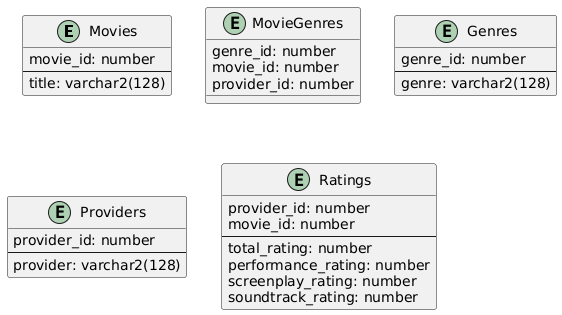 E Movies
movie_id: number
title: varchar2(128)
E MovieGenres
genre_id: number
movie_id: number
provider_id: number
E Genres
genre_id: number
genre: varchar2(128)
E Providers
provider_id: number
provider: varchar2(128)
E Ratings
provider_id: number
movie_id: number
total_rating: number
performance_rating: number
screenplay_rating: number
soundtrack_rating: number